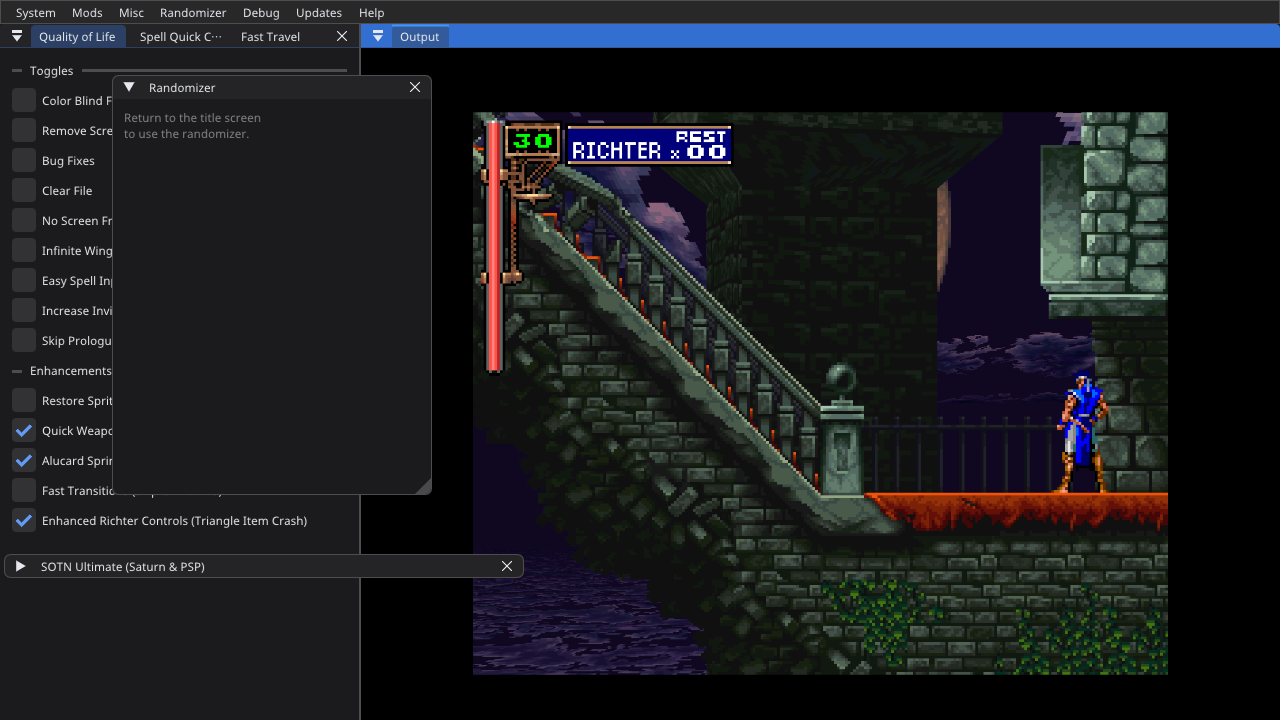 System Mods Misc Randomizer Debug Updates Help
Quality of Life Spell Quick C··· Fast Travel
Output
Toggles
Randomizer
Color Blind F
Return to the title screen
to use the randomizer.
Remove Scre
Bug Fixes
Clear File
No Screen Fr
Infinite Wing
Easy Spell In
Increase Invi
Skip Prologu
Enhancements
Restore Sprit
Quick Weapo
Alucard Sprin
Fast Transitio
Enhanced Richter Controls (Triangle Item Crash)
SOTN Ultimate (Saturn & PSP)
30
REST
RICHTER x 00